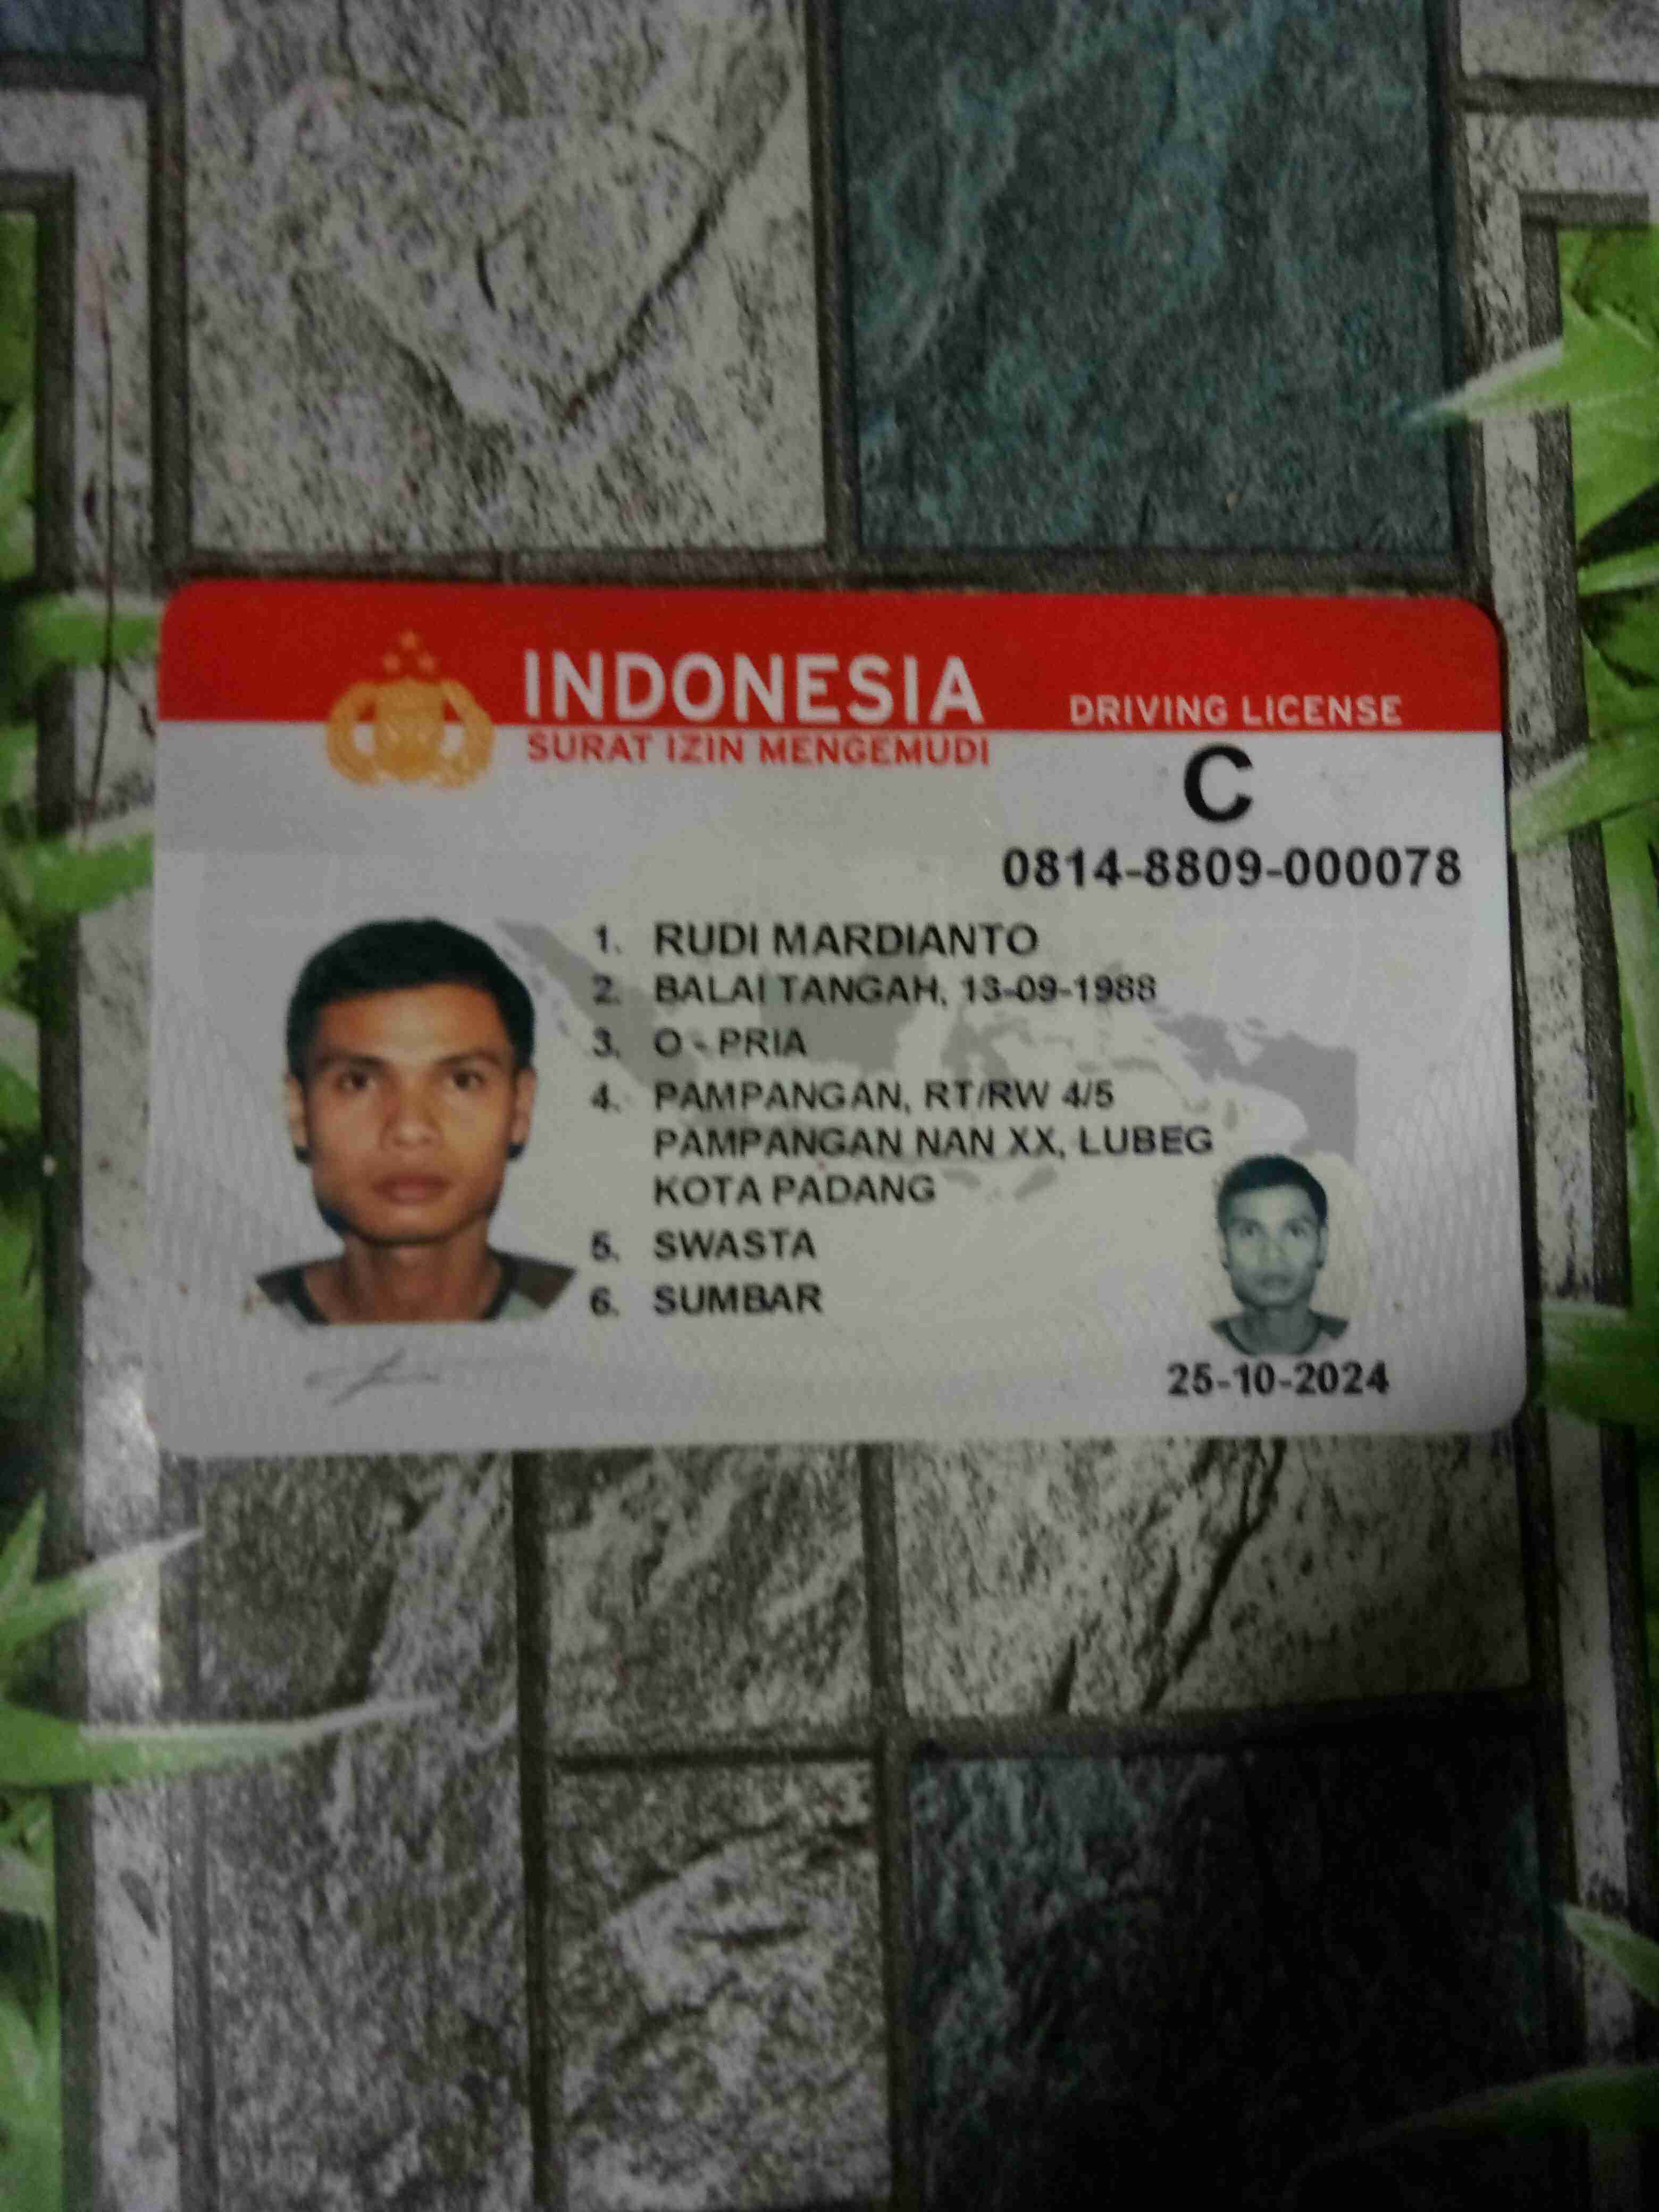 INDONESIA
DRIVING LICENSE
SURAT IZIN MENGEMUDI
C
0814-8809-000078
1. RUDI MARDIANTO
2. BALAI TANGAH, 13-09-1988
3. O - PRIA
4. PAMPANGAN, RT/RW 4/5
PAMPANGAN NAN XX, LUBEG
KOTA PADANG
5. SWASTA
6. SUMBAR
25-10-2024